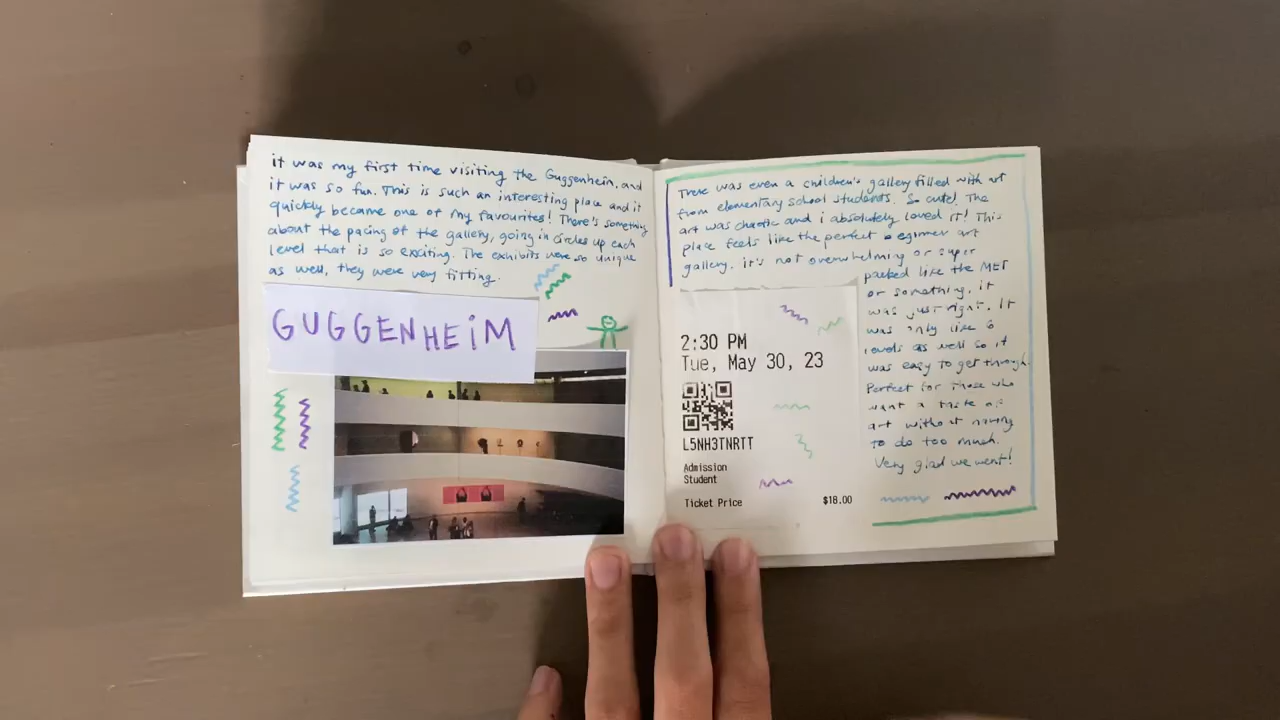 it was my first time visiting the Guggenhein, and
it was so fun. This is such an interesting place and it
quickly became one of my favourites! There's something
about the pacing of the gallery, going in circles up each
level that is so exciting. The exhibits were so unique
as well, they were very fitting.
GUGGENHEiM
There was even a children's gallery filled with art
from elementary school students. So cute! The
art was chaotic and i absolutely loved it! This
place feels like the perfect beginner art
gallery. it's not overwhelming or super
packed like the MET
or something, it
was just right. It
was only like 6
levels as well so it
was easy to get through.
Perfect for those who
want a taste of
art without having
to do too much.
Very glad we went!
2:30 PM
Tue, May 30, 23
L5NH3TNRTT
Admission
Student
Ticket Price $18.00